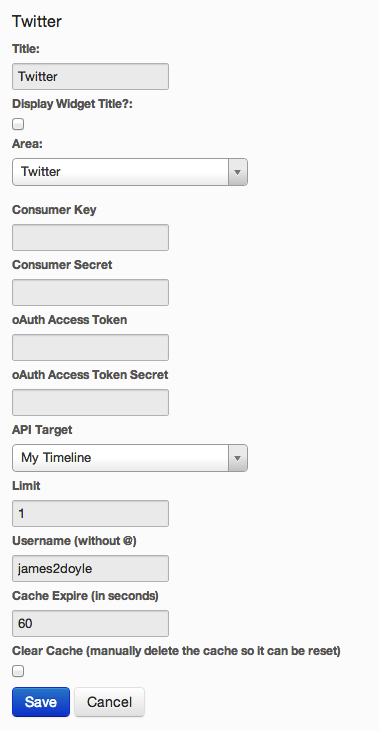 Twitter
Title:
Twitter
Display Widget Title?:
Area:
Twitter
Consumer Key
Consumer Secret
oAuth Access Token
oAuth Access Token Secret
API Target
My Timeline
Limit
1
Username (without @)
james2doyle
Cache Expire (in seconds)
60
Clear Cache (manually delete the cache so it can be reset)
Save Cancel